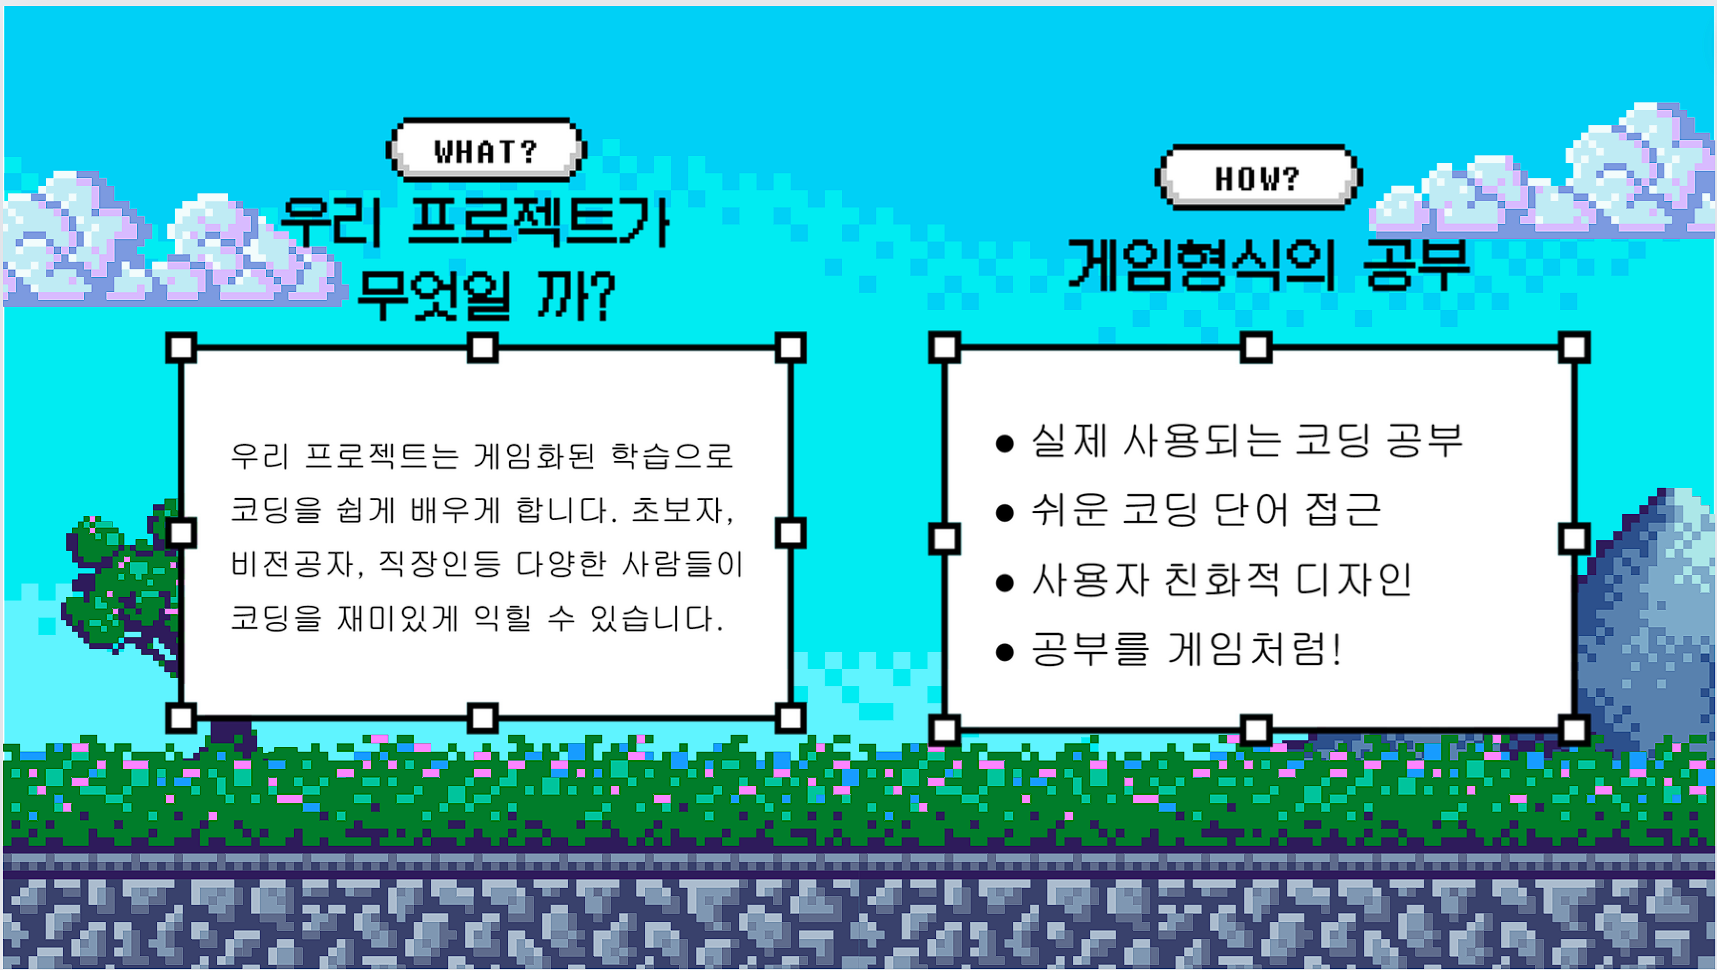 WHAT?
우리 프로젝트가
무엇일 까?
우리 프로젝트는 게임화된 학습으로
코딩을 쉽게 배우게 합니다. 초보자,
비전공자, 직장인등 다양한 사람들이
코딩을 재미있게 익힐 수 있습니다.
HOW?
게임형식의 공부
● 실제 사용되는 코딩 공부
● 쉬운 코딩 단어 접근
● 사용자 친화적 디자인
● 공부를 게임처럼!